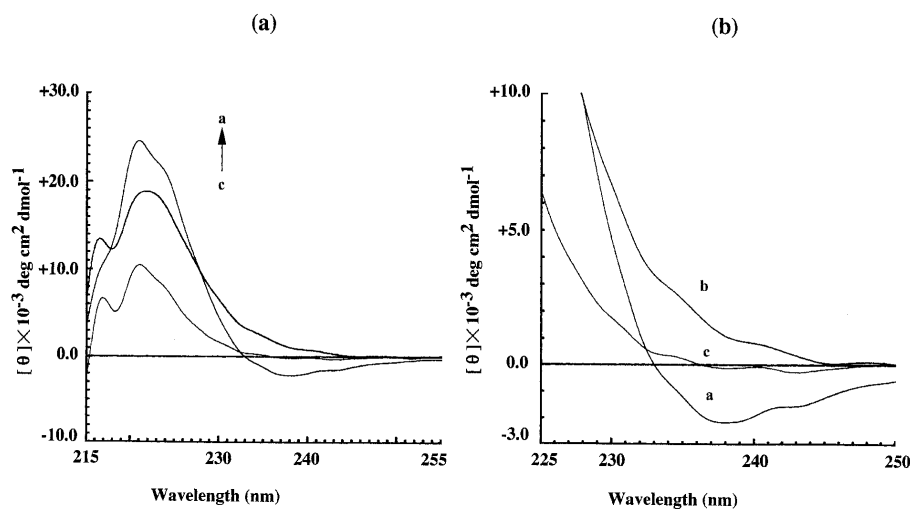 (a)
(b)
+30.0
+20.0
+10.0
0.0
-10.0
[θ]×10⁻³ deg cm² dmol⁻¹
a
c
215
230
240
255
Wavelength (nm)
+10.0
+5.0
0.0
-3.0
[θ]×10⁻³ deg cm² dmol⁻¹
b
c
a
225
230
240
250
Wavelength (nm)